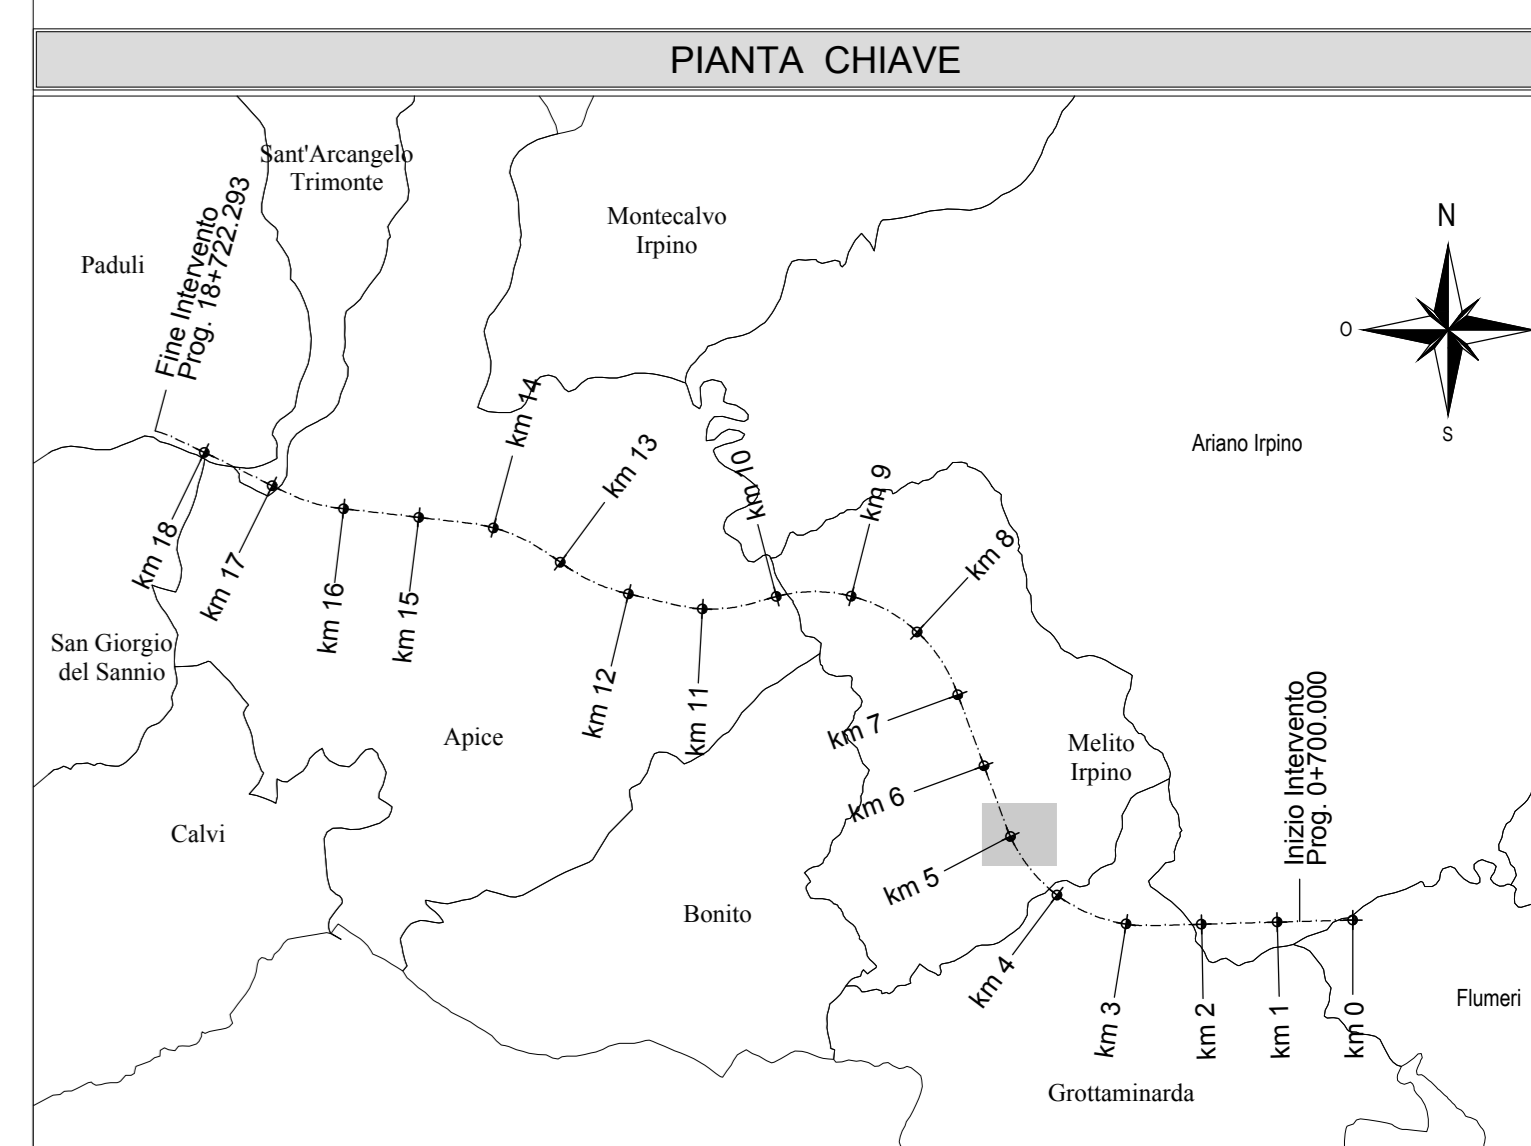 PIANTA CHIAVE
Sant'Arcangelo
Trimonte
Montecalvo
Irpino
Paduli
Fine Intervento
Prog. 18+722.293
N
O
S
Ariano Irpino
km 14
km 13
km 10
km 9
km 8
km 18
km 17
km 16
km 15
km 12
km 11
km 7
km 6
km 5
San Giorgio
del Sannio
Apice
Melito
Irpino
Inizio Intervento
Prog. 0+700.000
Calvi
Bonito
km 4
km 3
km 2
km 1
km 0
Flumeri
Grottaminarda